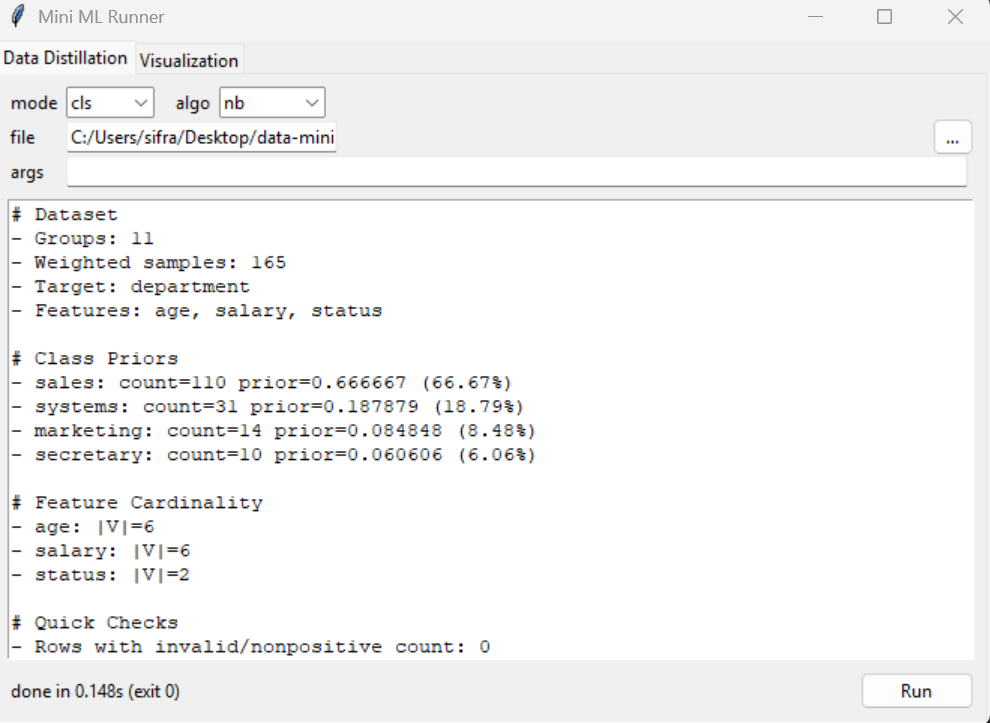 Mini ML Runner
Data Distillation Visualization
mode cls algo nb
file C:/Users/sifra/Desktop/data-mini ...
args
# Dataset
- Groups: 11
- Weighted samples: 165
- Target: department
- Features: age, salary, status
# Class Priors
- sales: count=110 prior=0.666667 (66.67%)
- systems: count=31 prior=0.187879 (18.79%)
- marketing: count=14 prior=0.084848 (8.48%)
- secretary: count=10 prior=0.060606 (6.06%)
# Feature Cardinality
- age: |V|=6
- salary: |V|=6
- status: |V|=2
# Quick Checks
- Rows with invalid/nonpositive count: 0
done in 0.148s (exit 0) Run